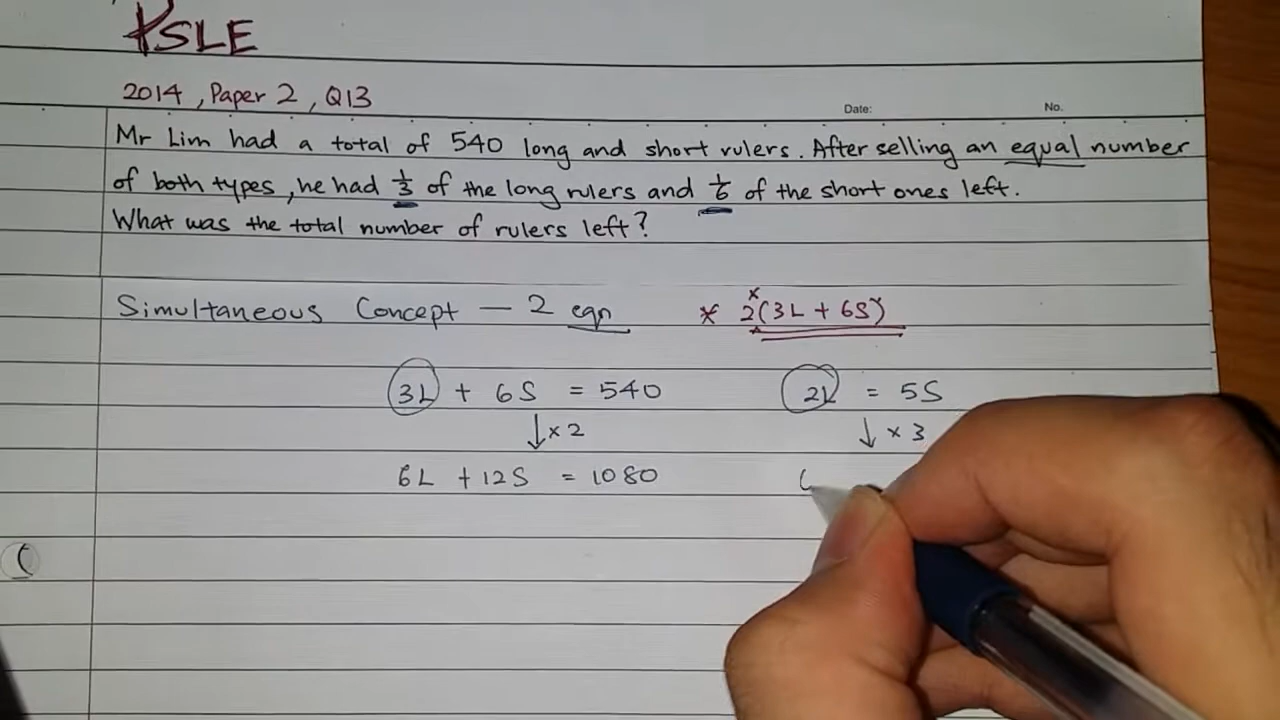 PSLE
2014, Paper 2, Q13
Date: No.
Mr Lim had a total of 540 long and short rulers. After selling an equal number
of both types, he had 1/3 of the long rulers and 1/6 of the short ones left.
What was the total number of rulers left?
Simultaneous Concept — 2 eqn * 2(3L + 6S)
3L + 6S = 540 2L = 5S
↓ x 2 ↓ x 3
6L + 12S = 1080